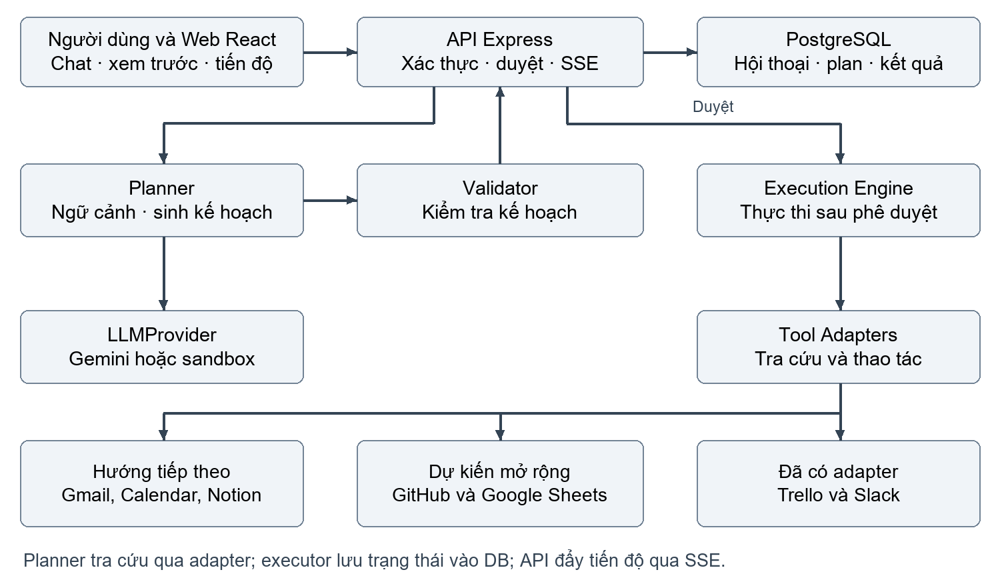 Người dùng và Web React
Chat · xem trước · tiến độ
API Express
Xác thực · duyệt · SSE
PostgreSQL
Hội thoại · plan · kết quả
Duyệt
Planner
Ngữ cảnh · sinh kế hoạch
Validator
Kiểm tra kế hoạch
Execution Engine
Thực thi sau phê duyệt
LLMProvider
Gemini hoặc sandbox
Tool Adapters
Tra cứu và thao tác
Hướng tiếp theo
Gmail, Calendar, Notion
Dự kiến mở rộng
GitHub và Google Sheets
Đã có adapter
Trello và Slack
Planner tra cứu qua adapter; executor lưu trạng thái vào DB; API đẩy tiến độ qua SSE.